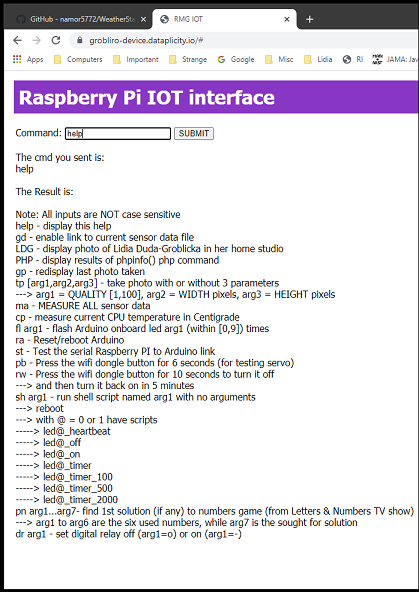 GitHub - namor5772/WeatherSta
RMG IOT
grobliro-device.dataplicity.io/#
Apps Computers Important Strange Google Misc Lidia RI JAMA: Jav
Raspberry Pi IOT interface
Command: help SUBMIT
The cmd you sent is:
help
The Result is:
Note: All inputs are NOT case sensitive
help - display this help
gd - enable link to current sensor data file
LDG - display photo of Lidia Duda-Groblicka in her home studio
PHP - display results of phpinfo() php command
gp - redisplay last photo taken
tp [arg1,arg2,arg3] - take photo with or without 3 parameters
---> arg1 = QUALITY [1,100], arg2 = WIDTH pixels, arg3 = HEIGHT pixels
ma - MEASURE ALL sensor data
cp - measure current CPU temperature in Centigrade
fl arg1 - flash Arduino onboard led arg1 (within [0,9]) times
ra - Reset/reboot Arduino
st - Test the serial Raspberry PI to Arduino link
pb - Press the wifi dongle button for 6 seconds (for testing servo)
rw - Press the wifi dongle button for 10 seconds to turn it off
---> and then turn it back on in 5 minutes
sh arg1 - run shell script named arg1 with no arguments
---> reboot
---> with @ = 0 or 1 have scripts
-----> led@_heartbeat
-----> led@_off
-----> led@_on
-----> led@_timer
-----> led@_timer_100
-----> led@_timer_500
-----> led@_timer_2000
pn arg1...arg7- find 1st solution (if any) to numbers game (from Letters & Numbers TV show)
---> arg1 to arg6 are the six used numbers, while arg7 is the sought for solution
dr arg1 - set digital relay off (arg1=o) or on (arg1=-)